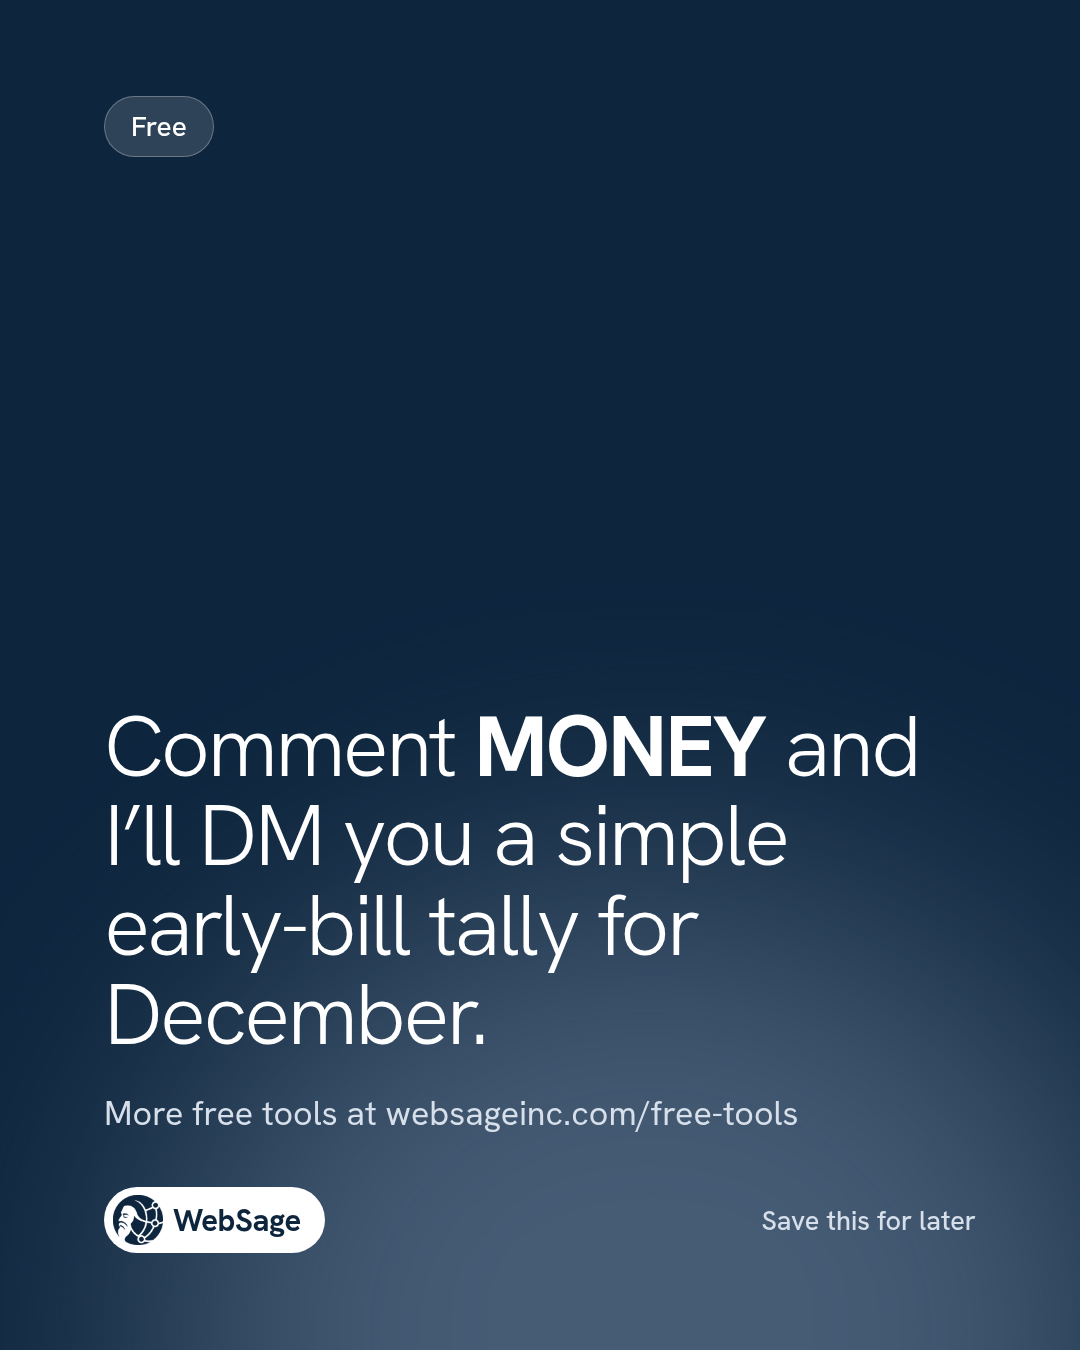 Free
Comment MONEY and
I’ll DM you a simple
early-bill tally for
December.
More free tools at websageinc.com/free-tools
WebSage
Save this for later